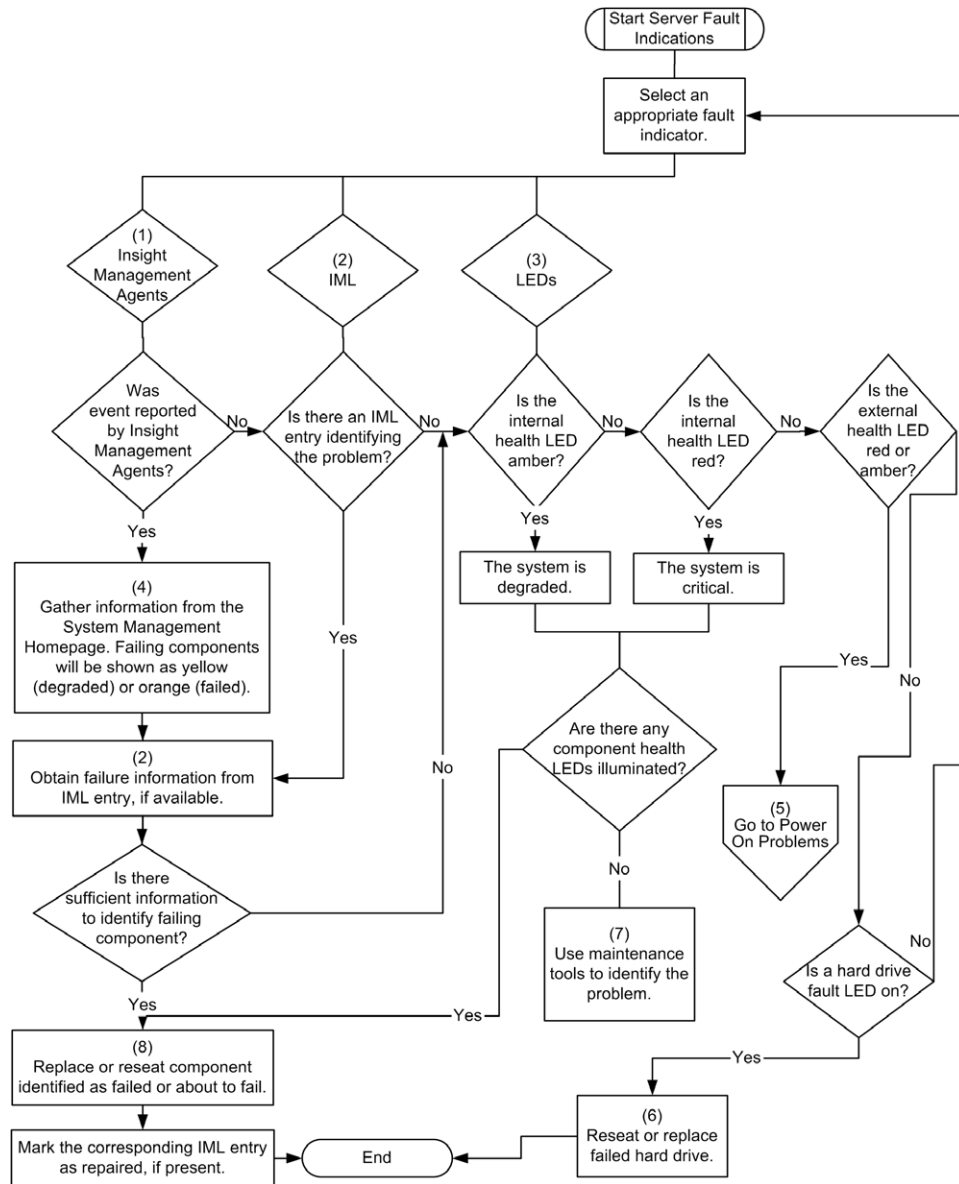 Start Server Fault
Indications
Select an
appropriate fault
indicator.
(1)
Insight
Management
Agents
(2)
IML
(3)
LEDs
Was
event reported
by Insight
Management
Agents?
No
Is there an IML
entry identifying
the problem?
No
Is the
internal
health LED
amber?
No
Is the
internal
health LED
red?
No
Is the
external
health LED
red or
amber?
Yes
Yes
Yes
(4)
Gather information from the
System Management
Homepage. Failing components
will be shown as yellow
(degraded) or orange (failed).
Yes
The system is
degraded.
The system is
critical.
Yes
No
(2)
Obtain failure information from
IML entry, if available.
No
Are there any
component health
LEDs illuminated?
(5)
Go to Power
On Problems
Is there
sufficient information
to identify failing
component?
No
(7)
Use maintenance
tools to identify the
problem.
No
Is a hard drive
fault LED on?
Yes
Yes
Yes
(8)
Replace or reseat component
identified as failed or about to fail.
(6)
Reseat or replace
failed hard drive.
Mark the corresponding IML entry
as repaired, if present.
End